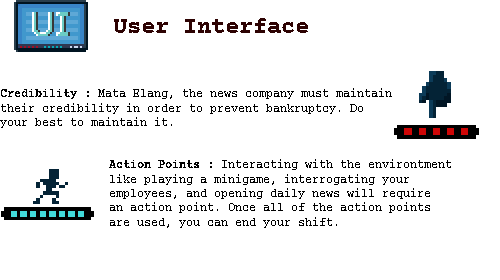 UI
User Interface
Credibility : Mata Elang, the news company must maintain
their credibility in order to prevent bankruptcy. Do
your best to maintain it.
Action Points : Interacting with the environtment
like playing a minigame, interrogating your
employees, and opening daily news will require
an action point. Once all of the action points
are used, you can end your shift.